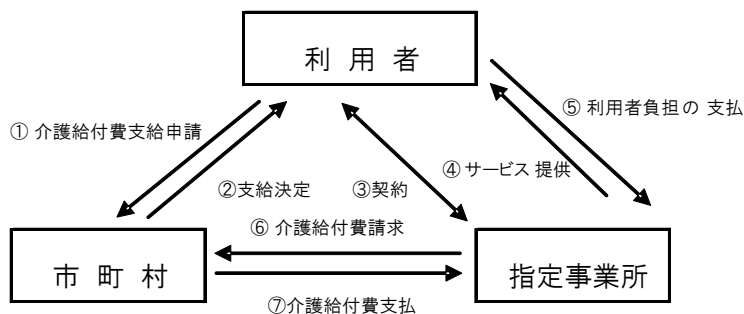 利用者
① 介護給付費支給申請
⑤ 利用者負担の 支払
④ サービス 提供
②支給決定
③契約
⑥ 介護給付費請求
市町村
指定事業所
⑦介護給付費支払